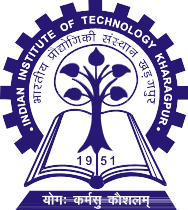 INDIAN INSTITUTE OF TECHNOLOGY KHARAGPUR
भारतीय प्रौद्योगिकी संस्थान खड़गपुर
1951
योगः कर्मसु कौशलम्